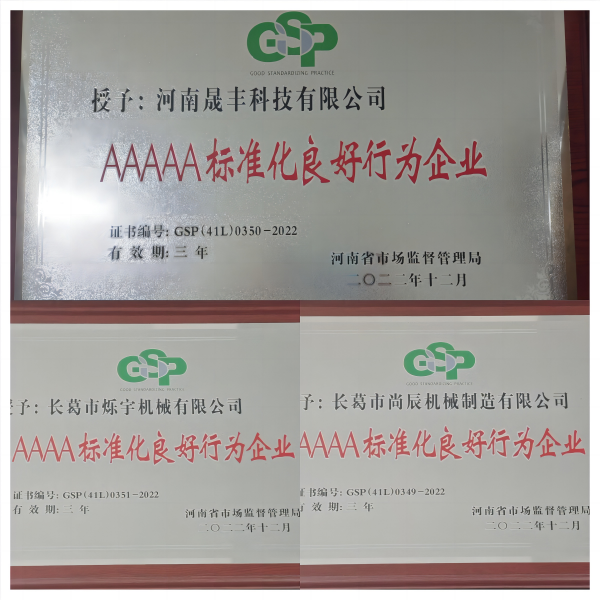 GSP
GOOD STANDARDIZING PRACTICE
授予：河南晟丰科技有限公司
AAAAA标准化良好行为企业
证书编号：GSP(41L)0350-2022
有 效 期：三 年
河南省市场监督管理局
二〇二二年十二月
GSP
GOOD STANDARDIZING PRACTICE
授予：长葛市烁宇机械有限公司
AAAA标准化良好行为企业
证书编号：GSP(41L)0351-2022
有 效 期：三 年
河南省市场监督管理局
二〇二二年十二月
GSP
GOOD STANDARDIZING PRACTICE
予：长葛市尚辰机械制造有限公司
AAAA标准化良好行为企业
证书编号：GSP(41L)0349-2022
有 效 期：三 年
河南省市场监督管理局
二〇二二年十二月